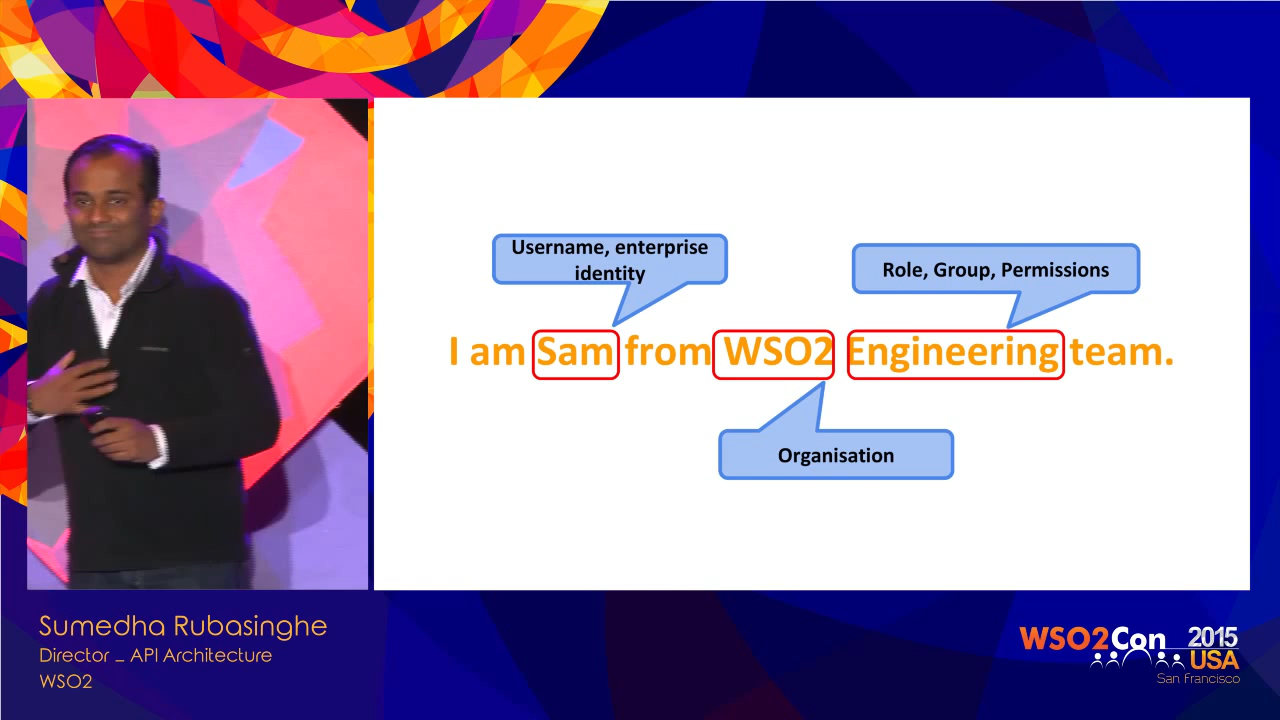 Username, enterprise
identity
Role, Group, Permissions
I am Sam from WSO2 Engineering team.
Organisation
Sumedha Rubasinghe
Director _ API Architecture
WSO2
WSO2Con 2015
USA
San Francisco